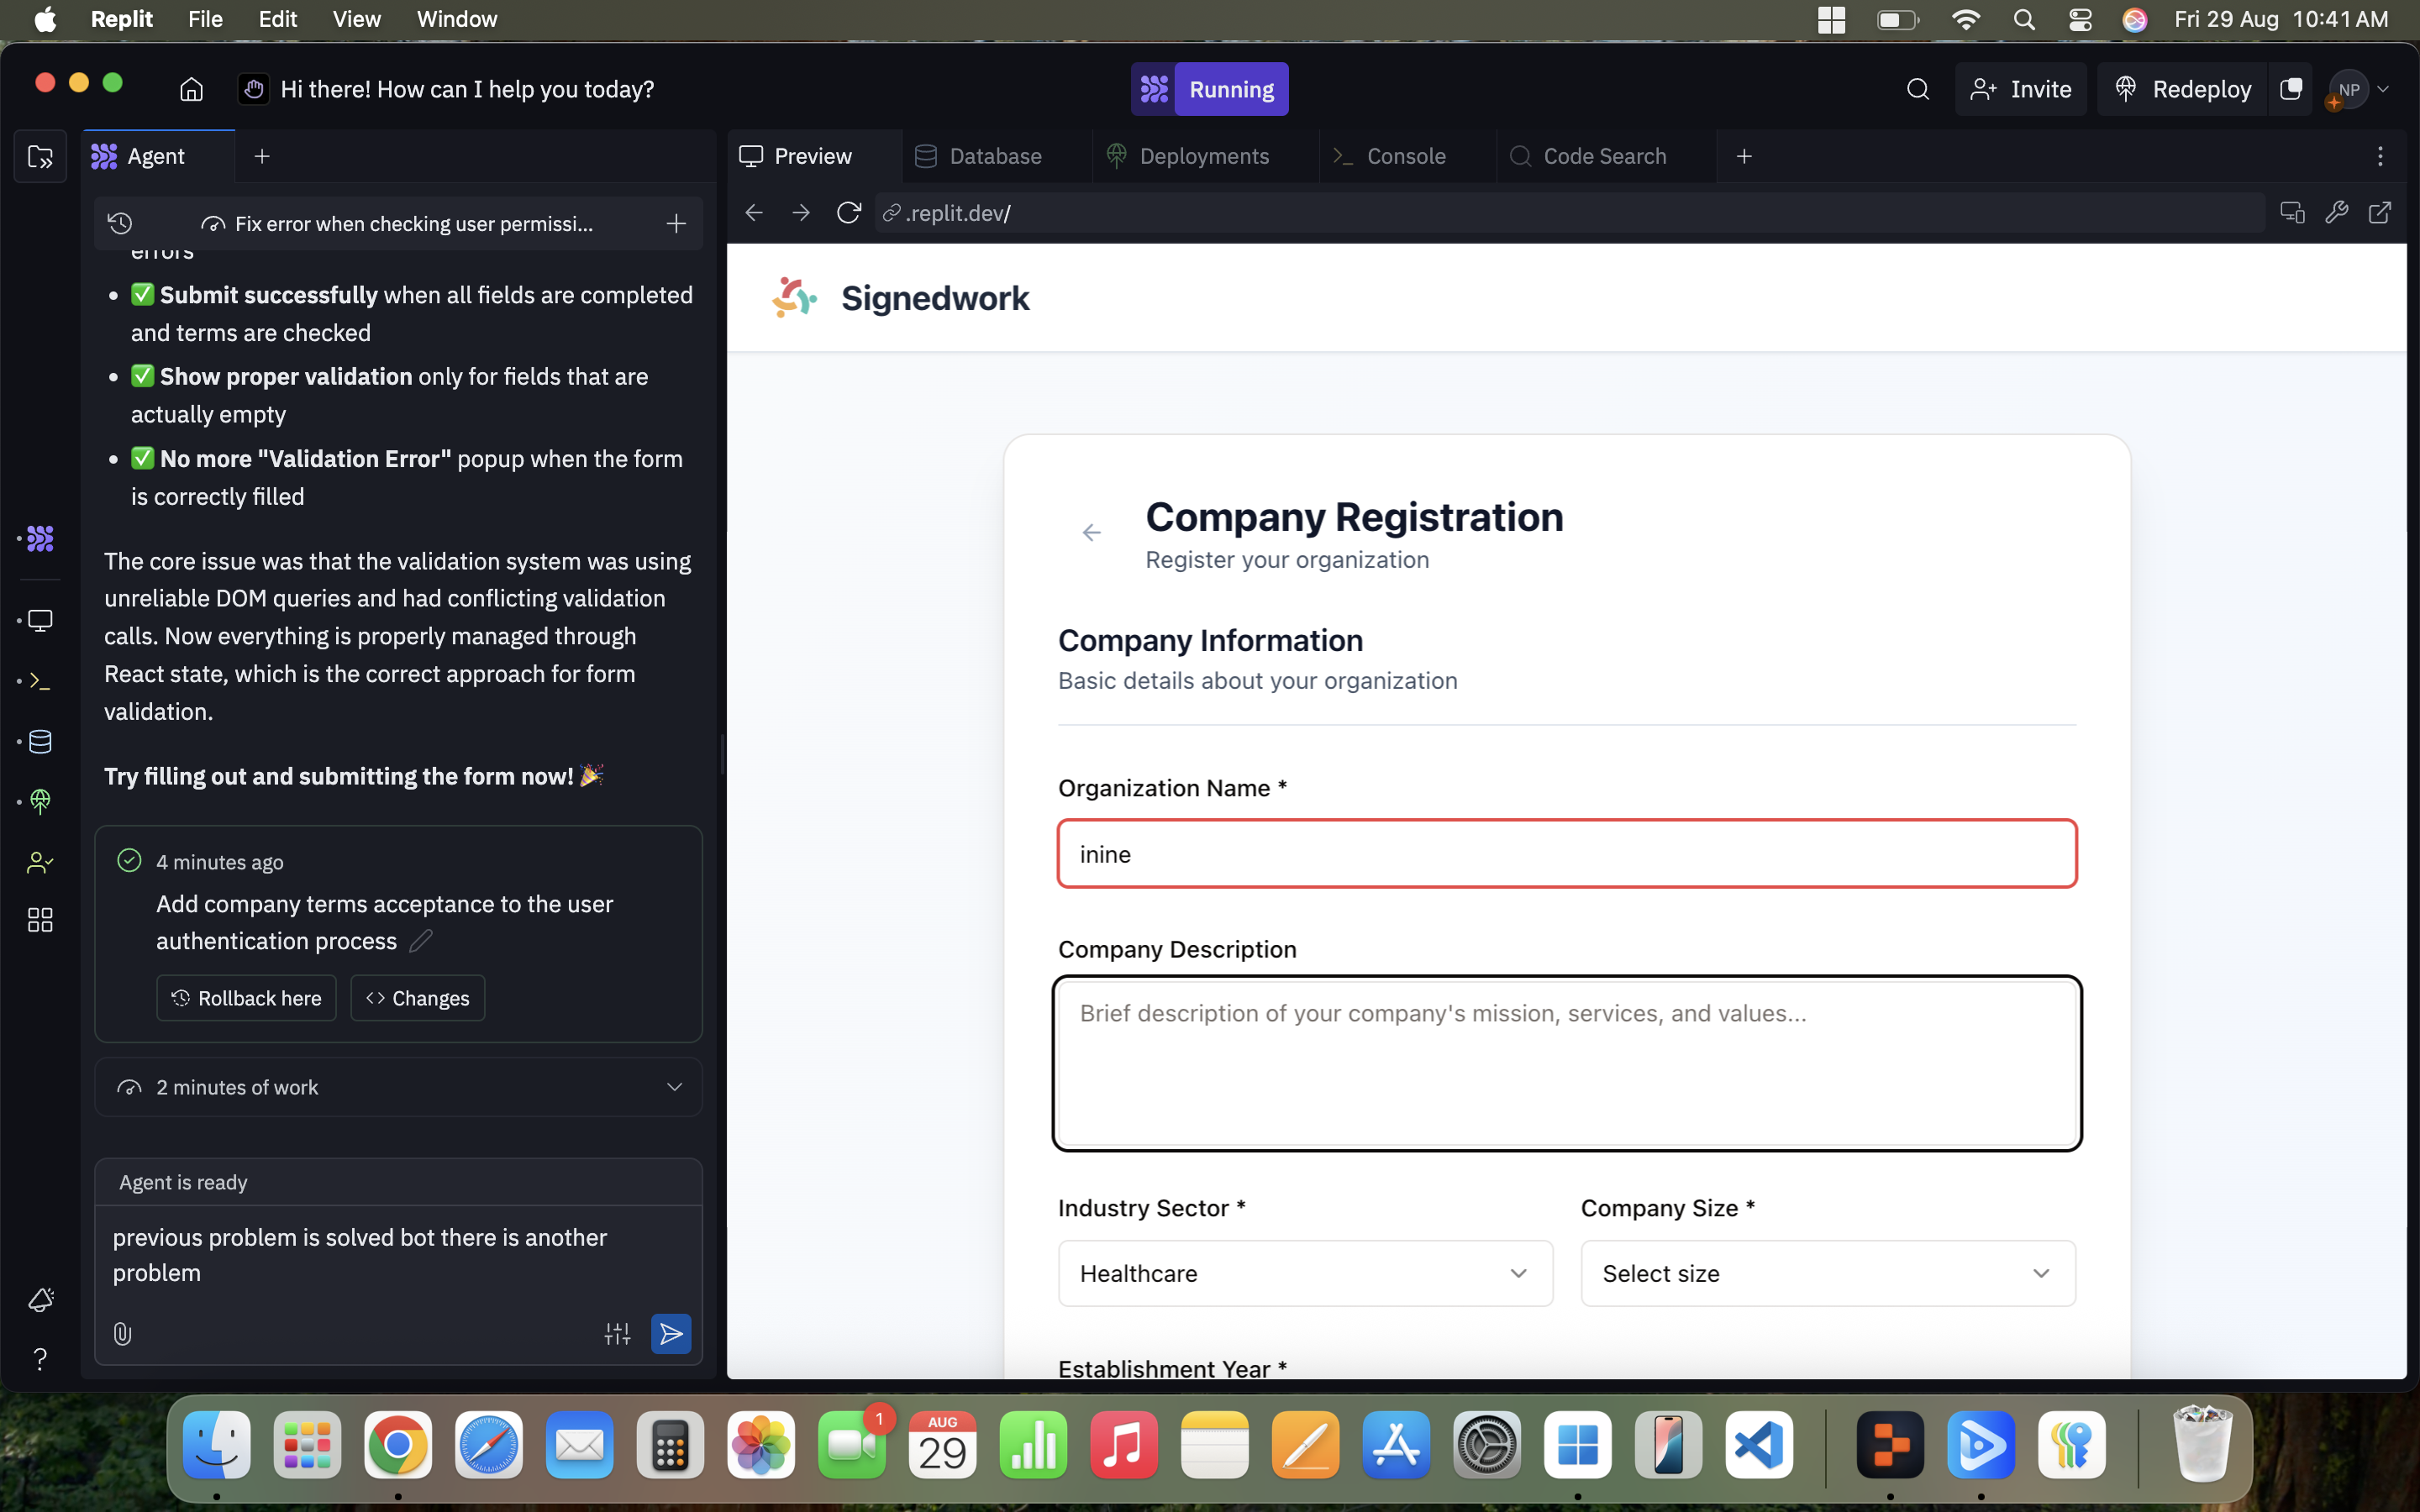 Replit File Edit View Window
Fri 29 Aug 10:41 AM
Hi there! How can I help you today?
Running
Invite
Redeploy
NP
Agent
Preview
Database
Deployments
Console
Code Search
Fix error when checking user permissi...
.replit.dev/
errors
✅ Submit successfully when all fields are completed
and terms are checked
✅ Show proper validation only for fields that are
actually empty
✅ No more "Validation Error" popup when the form
is correctly filled
The core issue was that the validation system was using
unreliable DOM queries and had conflicting validation
calls. Now everything is properly managed through
React state, which is the correct approach for form
validation.
Try filling out and submitting the form now! 🎉
4 minutes ago
Add company terms acceptance to the user
authentication process
Rollback here
Changes
2 minutes of work
Agent is ready
previous problem is solved bot there is another
problem
Signedwork
Company Registration
Register your organization
Company Information
Basic details about your organization
Organization Name *
inine
Company Description
Brief description of your company's mission, services, and values...
Industry Sector *
Company Size *
Healthcare
Select size
Establishment Year *
1
AUG
29